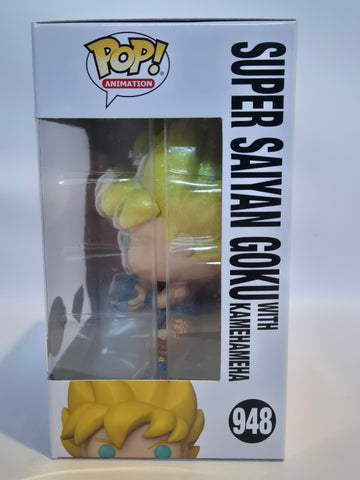 POP!
ANIMATION
SUPER SAIYAN GOKU WITH
KAMEHAMEHA
948